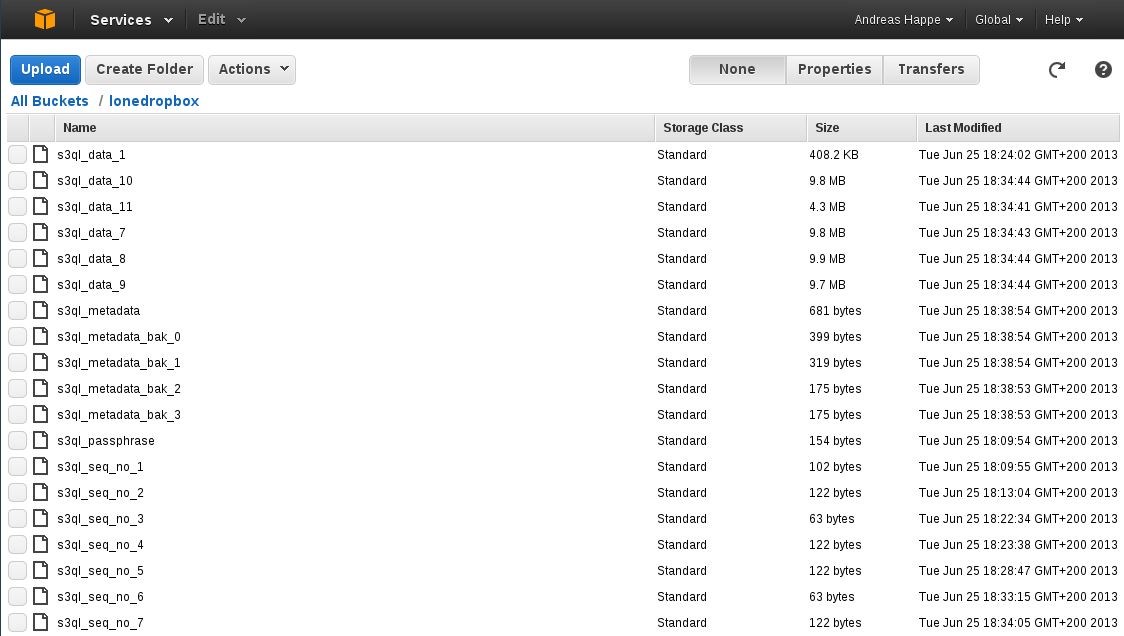 Services Edit Andreas Happe Global Help
Upload Create Folder Actions None Properties Transfers ?
All Buckets / lonedropbox
Name Storage Class Size Last Modified
s3ql_data_1 Standard 408.2 KB Tue Jun 25 18:24:02 GMT+200 2013
s3ql_data_10 Standard 9.8 MB Tue Jun 25 18:34:44 GMT+200 2013
s3ql_data_11 Standard 4.3 MB Tue Jun 25 18:34:41 GMT+200 2013
s3ql_data_7 Standard 9.8 MB Tue Jun 25 18:34:43 GMT+200 2013
s3ql_data_8 Standard 9.9 MB Tue Jun 25 18:34:44 GMT+200 2013
s3ql_data_9 Standard 9.7 MB Tue Jun 25 18:34:44 GMT+200 2013
s3ql_metadata Standard 681 bytes Tue Jun 25 18:38:54 GMT+200 2013
s3ql_metadata_bak_0 Standard 399 bytes Tue Jun 25 18:38:54 GMT+200 2013
s3ql_metadata_bak_1 Standard 319 bytes Tue Jun 25 18:38:54 GMT+200 2013
s3ql_metadata_bak_2 Standard 175 bytes Tue Jun 25 18:38:53 GMT+200 2013
s3ql_metadata_bak_3 Standard 175 bytes Tue Jun 25 18:38:53 GMT+200 2013
s3ql_passphrase Standard 154 bytes Tue Jun 25 18:09:54 GMT+200 2013
s3ql_seq_no_1 Standard 102 bytes Tue Jun 25 18:09:55 GMT+200 2013
s3ql_seq_no_2 Standard 122 bytes Tue Jun 25 18:13:04 GMT+200 2013
s3ql_seq_no_3 Standard 63 bytes Tue Jun 25 18:22:34 GMT+200 2013
s3ql_seq_no_4 Standard 122 bytes Tue Jun 25 18:23:38 GMT+200 2013
s3ql_seq_no_5 Standard 122 bytes Tue Jun 25 18:28:47 GMT+200 2013
s3ql_seq_no_6 Standard 63 bytes Tue Jun 25 18:33:15 GMT+200 2013
s3ql_seq_no_7 Standard 122 bytes Tue Jun 25 18:34:05 GMT+200 2013